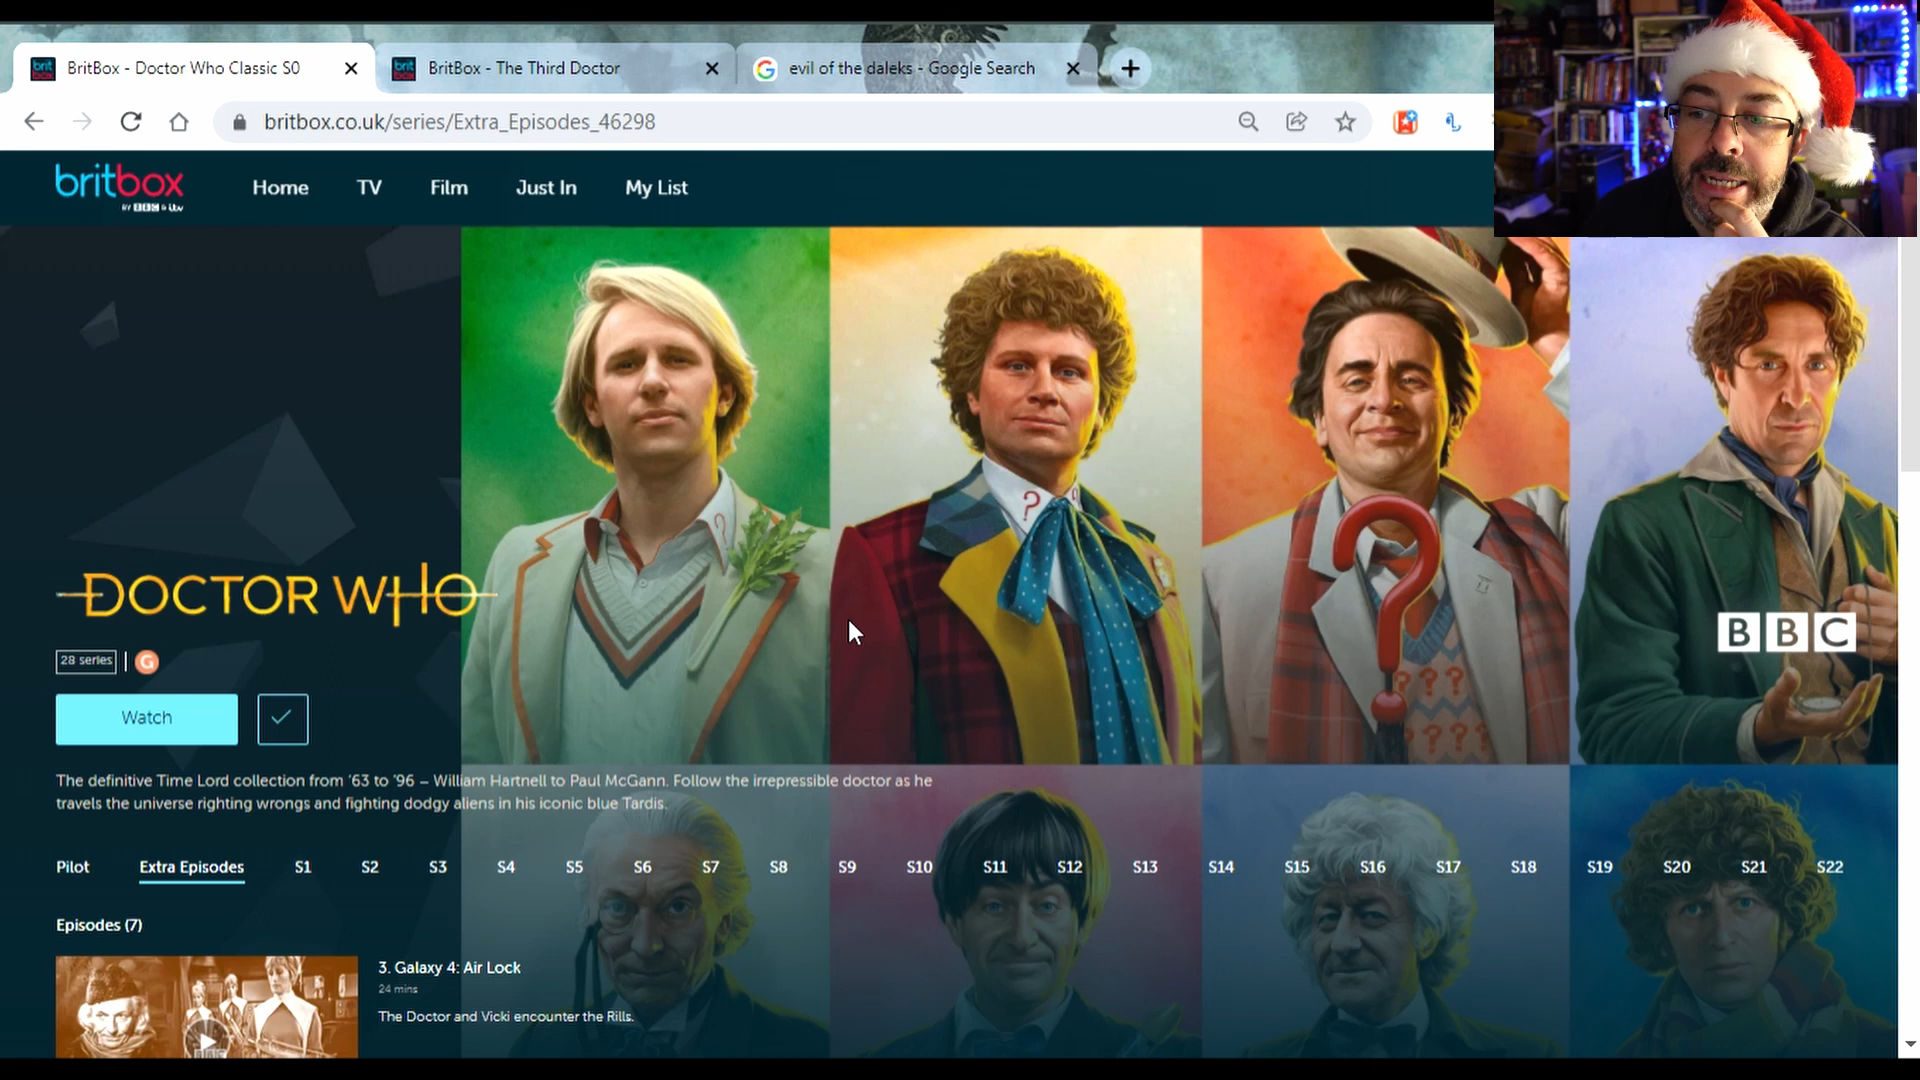 BritBox - Doctor Who Classic S0
BritBox - The Third Doctor
evil of the daleks - Google Search
britbox.co.uk/series/Extra_Episodes_46298
britbox
BY BBC & itv
Home
TV
Film
Just In
My List
DOCTOR WHO
28 series
G
BBC
Watch
The definitive Time Lord collection from '63 to '96 – William Hartnell to Paul McGann. Follow the irrepressible doctor as he
travels the universe righting wrongs and fighting dodgy aliens in his iconic blue Tardis.
Pilot Extra Episodes S1 S2 S3 S4 S5 S6 S7 S8 S9 S10 S11 S12 S13 S14 S15 S16 S17 S18 S19 S20 S21 S22
Episodes (7)
3. Galaxy 4: Air Lock
24 mins
The Doctor and Vicki encounter the Rills.